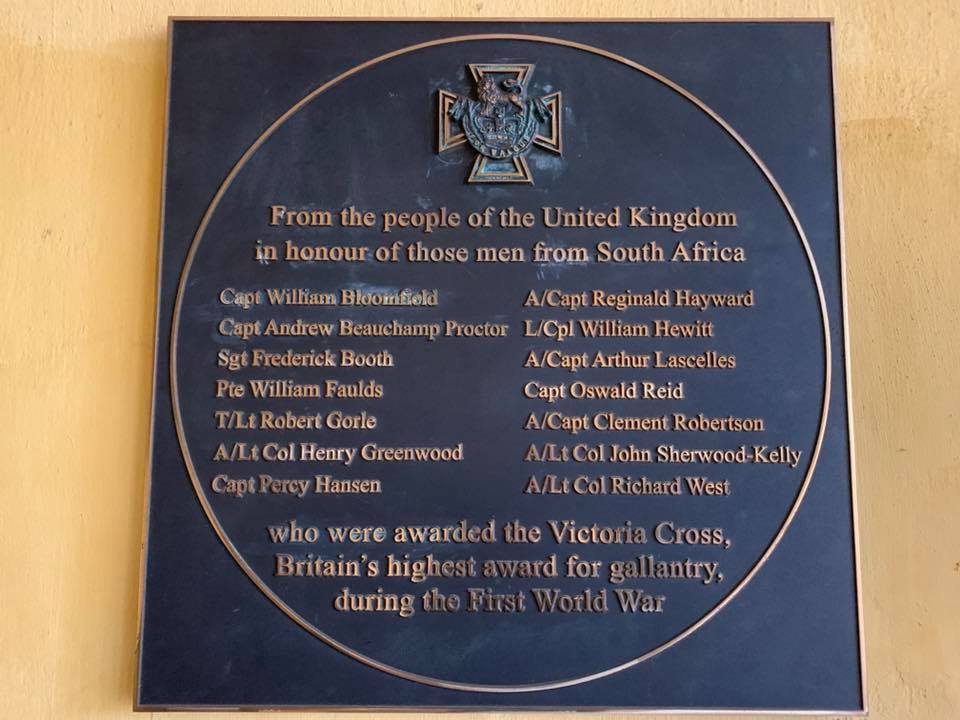 FOR VALOUR
From the people of the United Kingdom
in honour of those men from South Africa
Capt William Bloomfield
Capt Andrew Beauchamp Proctor
Sgt Frederick Booth
Pte William Faulds
T/Lt Robert Gorle
A/Lt Col Henry Greenwood
Capt Percy Hansen
A/Capt Reginald Hayward
L/Cpl William Hewitt
A/Capt Arthur Lascelles
Capt Oswald Reid
A/Capt Clement Robertson
A/Lt Col John Sherwood-Kelly
A/Lt Col Richard West
who were awarded the Victoria Cross,
Britain's highest award for gallantry,
during the First World War